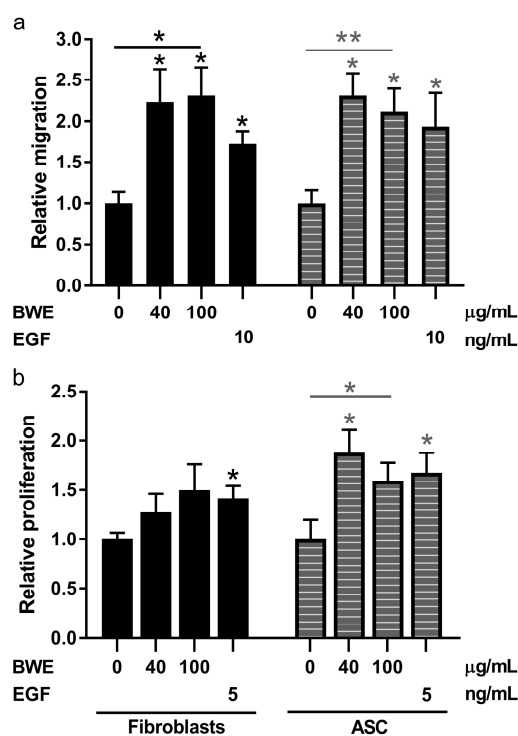 a
Relative migration
3.0
2.5
2.0
1.5
1.0
0.5
0.0
*
* * *
**
* * *
BWE 0 40 100 0 40 100 μg/mL
EGF 10 10 ng/mL
b
Relative proliferation
2.5
2.0
1.5
1.0
0.5
0.0
*
*
* *
BWE 0 40 100 0 40 100 μg/mL
EGF 5 5 ng/mL
Fibroblasts ASC